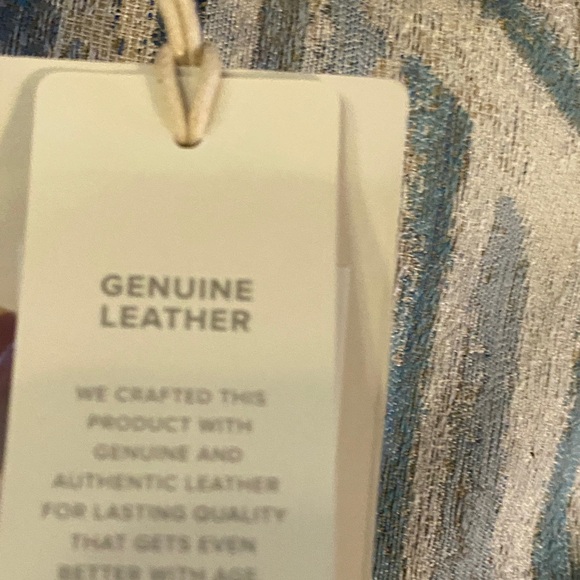 GENUINE
LEATHER
WE CRAFTED THIS
PRODUCT WITH
GENUINE AND
AUTHENTIC LEATHER
FOR LASTING QUALITY
THAT GETS EVEN
BETTER WITH AGE